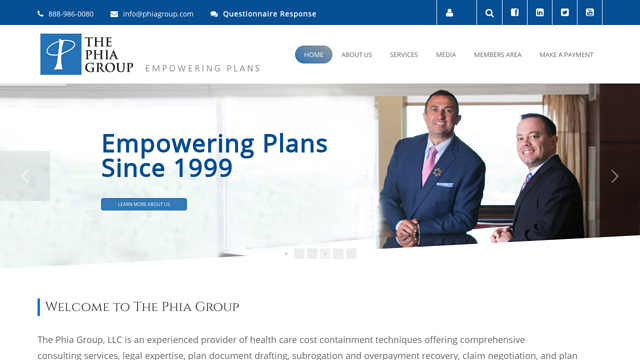 888-986-0080 info@phiagroup.com Questionnaire Response
THE
PHIA
GROUP
EMPOWERING PLANS
HOME ABOUT US SERVICES MEDIA MEMBERS AREA MAKE A PAYMENT
Empowering Plans
Since 1999
LEARN MORE ABOUT US
Welcome to The Phia Group
The Phia Group, LLC is an experienced provider of health care cost containment techniques offering comprehensive
consulting services, legal expertise, plan document drafting, subrogation and overpayment recovery, claim negotiation, and plan